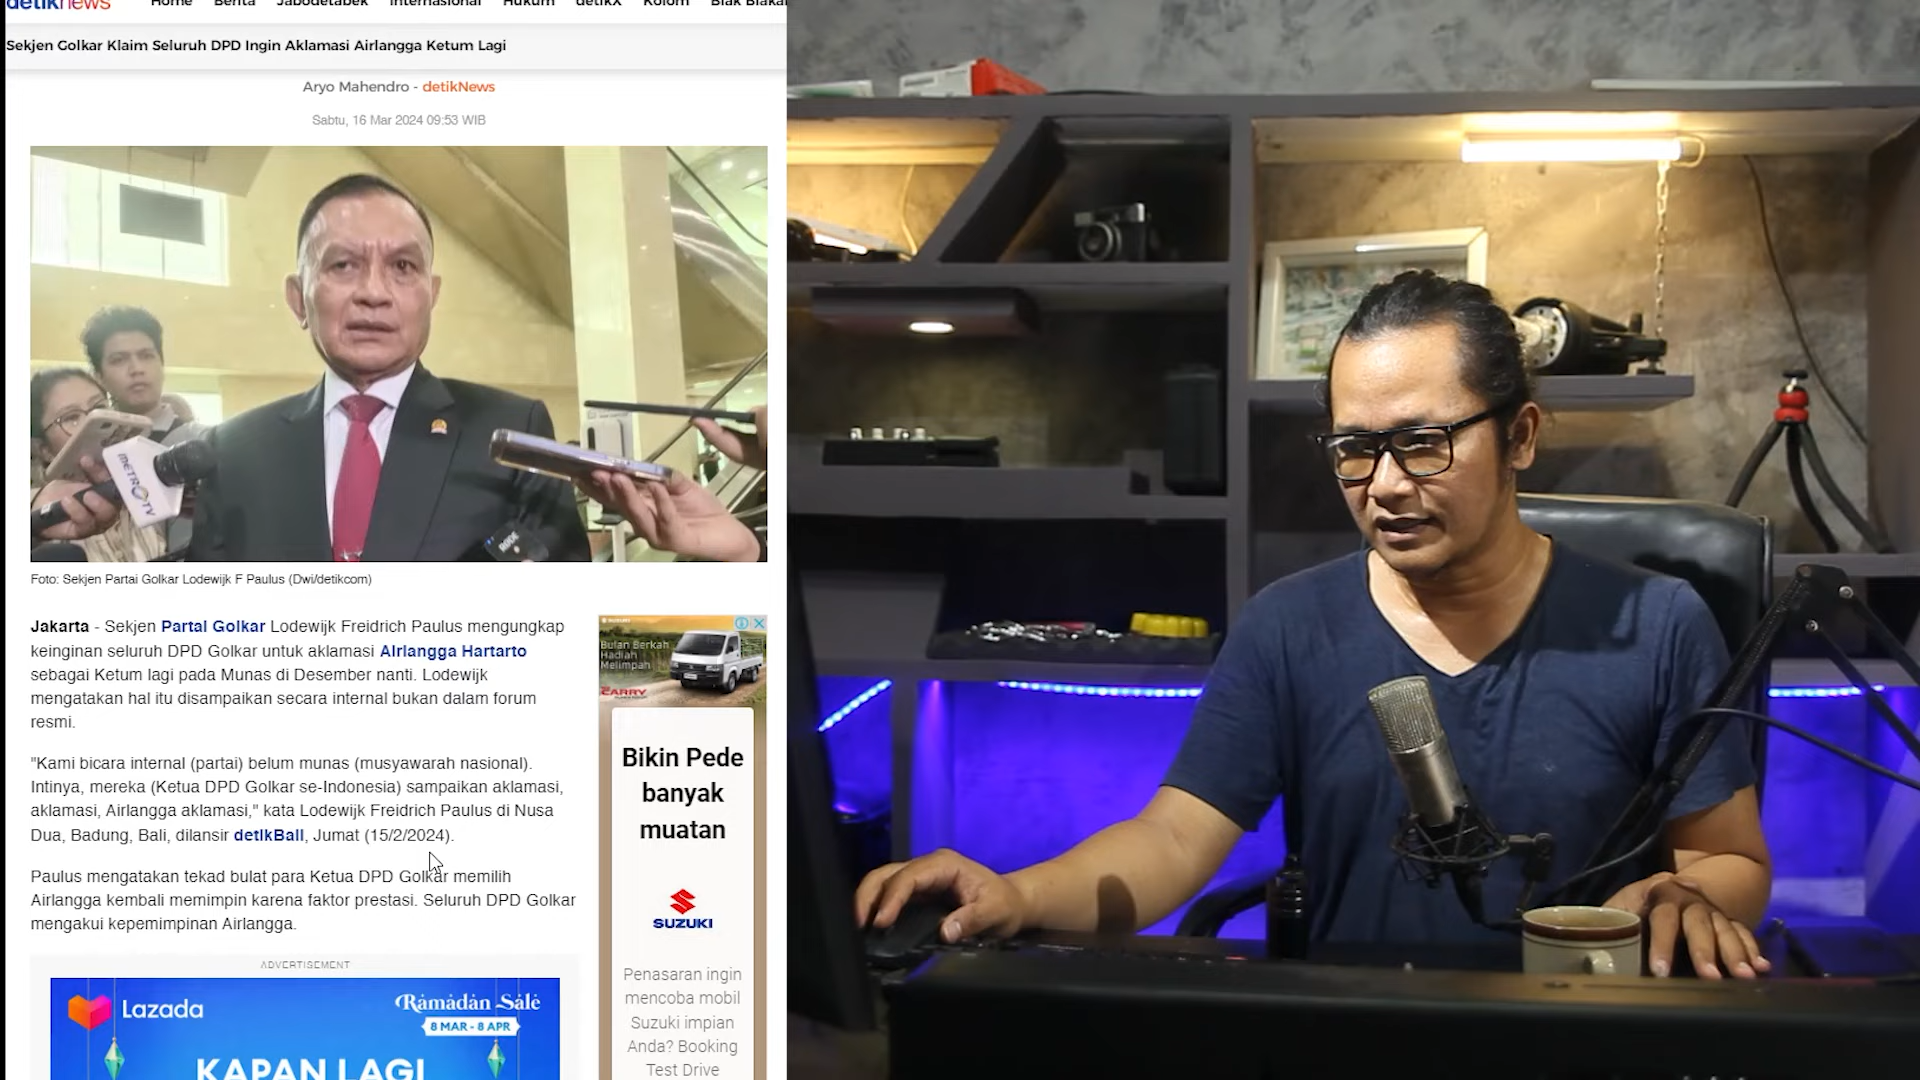 detiknews
Home Berita Jabodetabek Internasional Hukum detikX Kolom Blak Blakan
Sekjen Golkar Klaim Seluruh DPD Ingin Aklamasi Airlangga Ketum Lagi
Aryo Mahendro - detikNews
Sabtu, 16 Mar 2024 09:53 WIB
METRO TV
RODE
Foto: Sekjen Partai Golkar Lodewijk F Paulus (Dwi/detikcom)
Jakarta - Sekjen Partai Golkar Lodewijk Freidrich Paulus mengungkap
keinginan seluruh DPD Golkar untuk aklamasi Airlangga Hartarto
sebagai Ketum lagi pada Munas di Desember nanti. Lodewijk
mengatakan hal itu disampaikan secara internal bukan dalam forum
resmi.
"Kami bicara internal (partai) belum munas (musyawarah nasional).
Intinya, mereka (Ketua DPD Golkar se-Indonesia) sampaikan aklamasi,
aklamasi, Airlangga aklamasi," kata Lodewijk Freidrich Paulus di Nusa
Dua, Badung, Bali, dilansir detikBali, Jumat (15/2/2024).
Paulus mengatakan tekad bulat para Ketua DPD Golkar memilih
Airlangga kembali memimpin karena faktor prestasi. Seluruh DPD Golkar
mengakui kepemimpinan Airlangga.
ADVERTISEMENT
Lazada
Ramadan Sale
8 MAR - 8 APR
KAPAN LAGI
SUZUKI
Bulan Berkah
Hadiah
Melimpah
CARRY
Bikin Pede
banyak
muatan
SUZUKI
Penasaran ingin
mencoba mobil
Suzuki impian
Anda? Booking
Test Drive